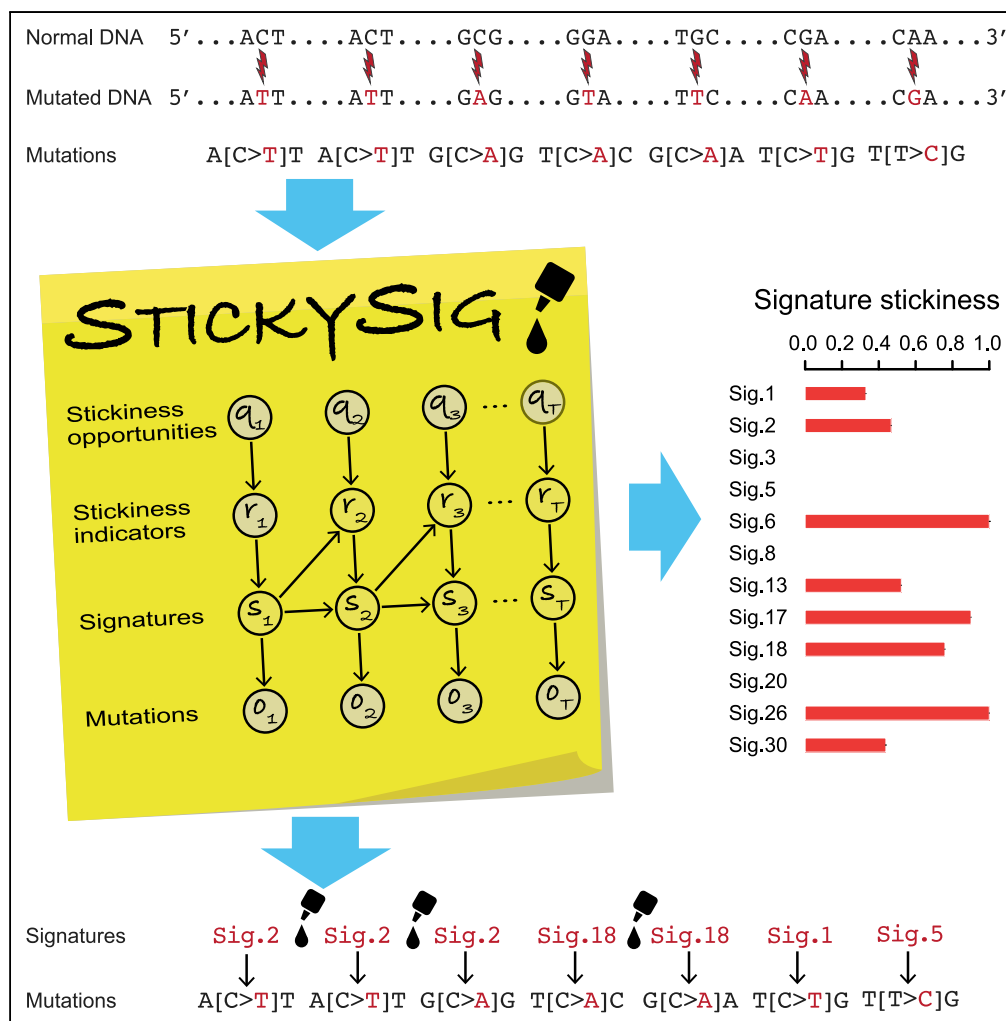 Normal DNA 5′...ACT....ACT....GCG....GGA....TGC....CGA....CAA...3′
Mutated DNA 5′...ATT....ATT....GAG....GTA....TTC....CAA....CGA...3′
Mutations A[C>T]T A[C>T]T G[C>A]G T[C>A]C G[C>A]A T[C>T]G T[T>C]G
STICKYSIG
Stickiness opportunities q1 q2 q3 ... qT
Stickiness indicators r1 r2 r3 ... rT
Signatures s1 s2 s3 ... sT
Mutations o1 o2 o3 oT
Signature stickiness
0.0 0.2 0.4 0.6 0.8 1.0
Sig.1
Sig.2
Sig.3
Sig.5
Sig.6
Sig.8
Sig.13
Sig.17
Sig.18
Sig.20
Sig.26
Sig.30
Signatures Sig.2 Sig.2 Sig.2 Sig.18 Sig.18 Sig.1 Sig.5
Mutations A[C>T]T A[C>T]T G[C>A]G T[C>A]C G[C>A]A T[C>T]G T[T>C]G